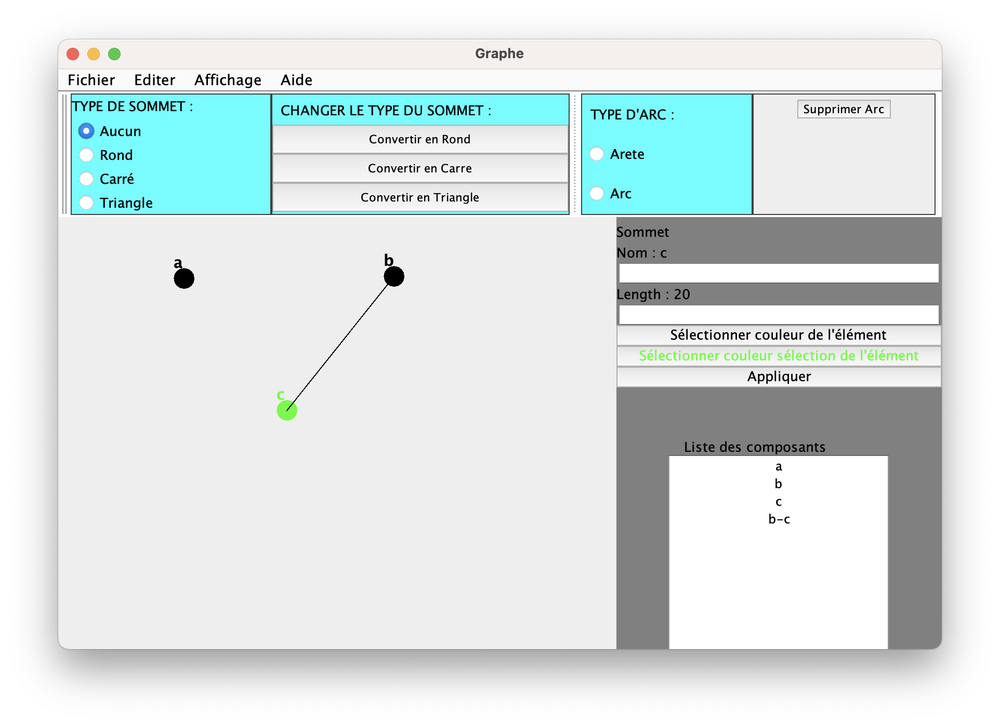 Graphe
Fichier Editer Affichage Aide
TYPE DE SOMMET :
Aucun
Rond
Carré
Triangle
CHANGER LE TYPE DU SOMMET :
Convertir en Rond
Convertir en Carre
Convertir en Triangle
TYPE D'ARC :
Arete
Arc
Supprimer Arc
a
b
c
Sommet
Nom : c
Length : 20
Sélectionner couleur de l'élément
Sélectionner couleur sélection de l'élément
Appliquer
Liste des composants
a
b
c
b-c